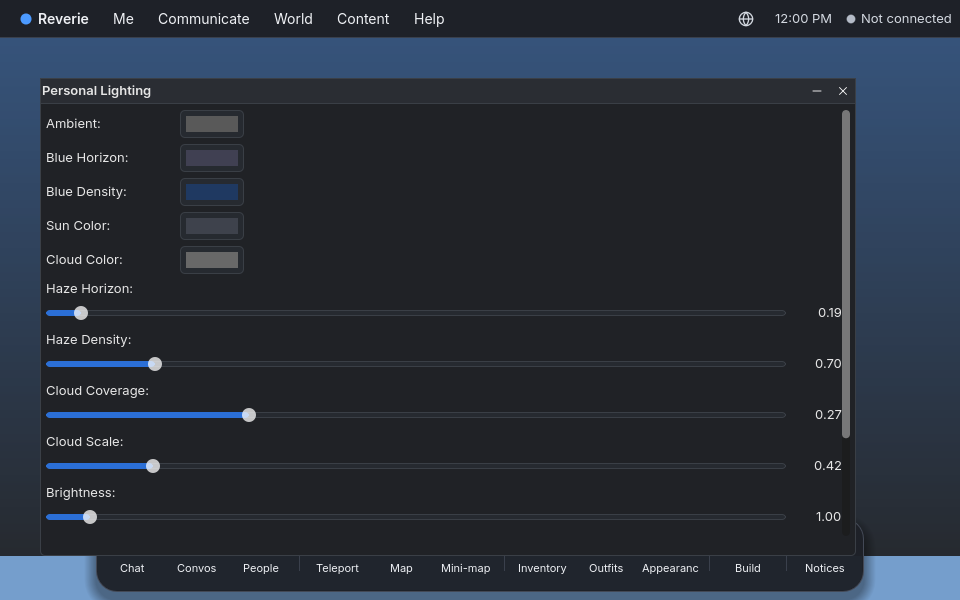 Reverie Me Communicate World Content Help 12:00 PM Not connected
Personal Lighting
Ambient:
Blue Horizon:
Blue Density:
Sun Color:
Cloud Color:
Haze Horizon:
0.19
Haze Density:
0.70
Cloud Coverage:
0.27
Cloud Scale:
0.42
Brightness:
1.00
Chat Convos People Teleport Map Mini-map Inventory Outfits Appearanc Build Notices